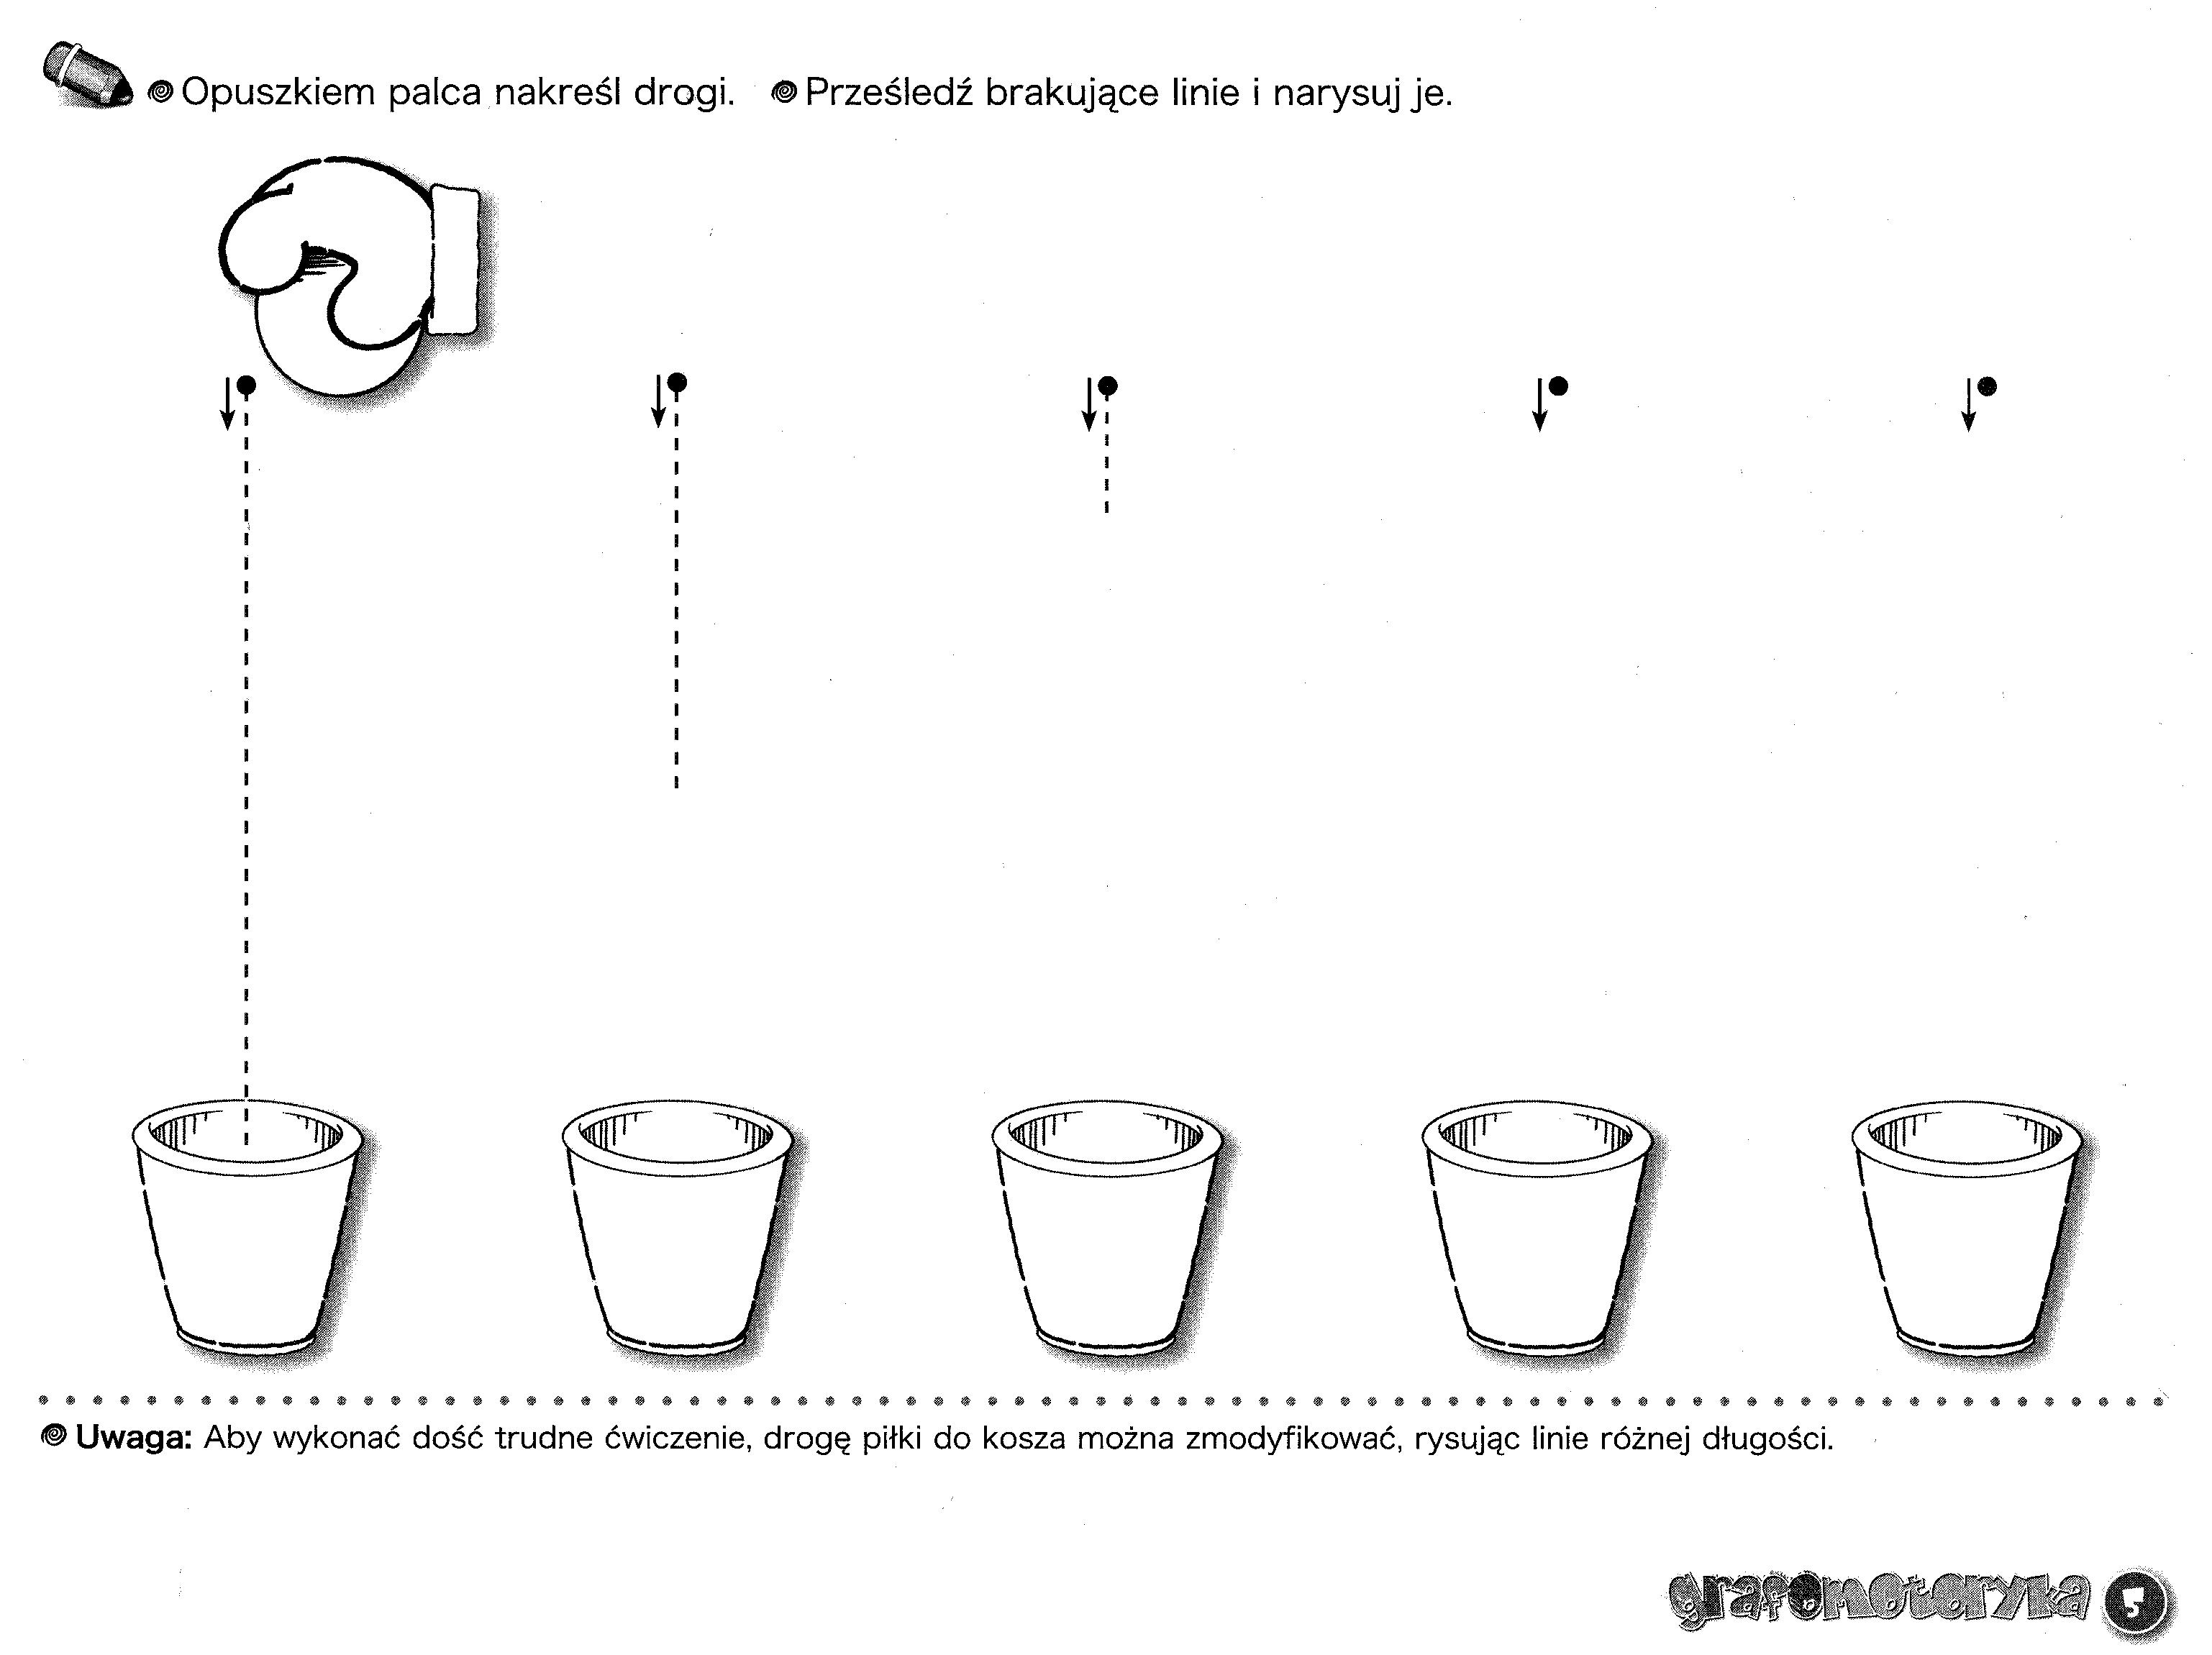 Opuszkiem palca nakreśl drogi. Prześledź brakujące linie i narysuj je.
Uwaga: Aby wykonać dość trudne ćwiczenie, drogę piłki do kosza można zmodyfikować, rysując linie różnej długości.
grafomotoryka 5